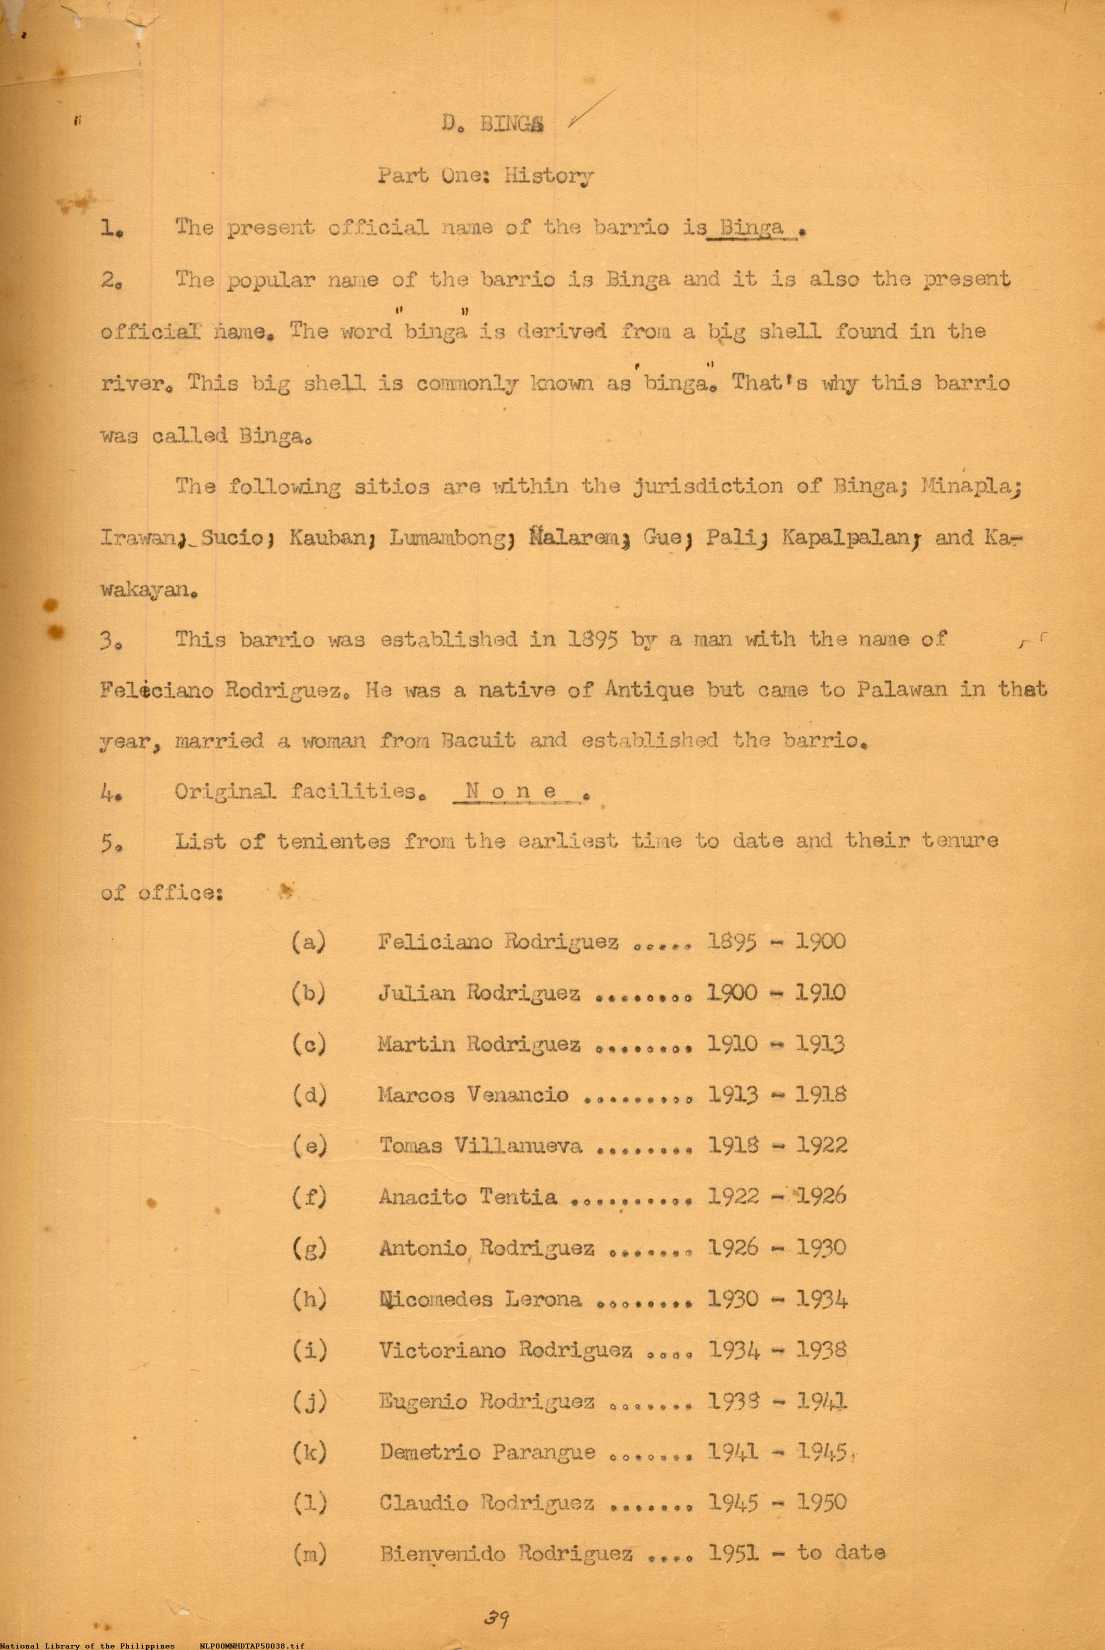 D. BINGA
Part One: History
1. The present official name of the barrio is Binga .
2. The popular name of the barrio is Binga and it is also the present
official name. The word "binga" is derived from a big shell found in the
river. This big shell is commonly known as 'binga." That's why this barrio
was called Binga.
The following sitios are within the jurisdiction of Binga; Minapla;
Irawan; Sucio; Kauban; Lumambong; Nalarem; Gue; Pali; Kapalpalan; and Ka-
wakayan.
3. This barrio was established in 1895 by a man with the name of
Feliciano Rodriguez. He was a native of Antique but came to Palawan in that
year, married a woman from Bacuit and established the barrio.
4. Original facilities. N o n e .
5. List of tenientes from the earliest time to date and their tenure
of office:
(a) Feliciano Rodriguez ..... 1895 - 1900
(b) Julian Rodriguez ........ 1900 - 1910
(c) Martin Rodriguez ........ 1910 - 1913
(d) Marcos Venancio ......... 1913 - 1918
(e) Tomas Villanueva ........ 1918 - 1922
(f) Anacito Tentia .......... 1922 - 1926
(g) Antonio Rodriguez ....... 1926 - 1930
(h) Nicomedes Lerona ........ 1930 - 1934
(i) Victoriano Rodriguez .... 1934 - 1938
(j) Eugenio Rodriguez ....... 1938 - 1941
(k) Demetrio Parangue ....... 1941 - 1945
(l) Claudio Rodriguez ....... 1945 - 1950
(m) Bienvenido Rodriguez .... 1951 - to date
39
National Library of the Philippines NLP00MNHDTAP50038.tif